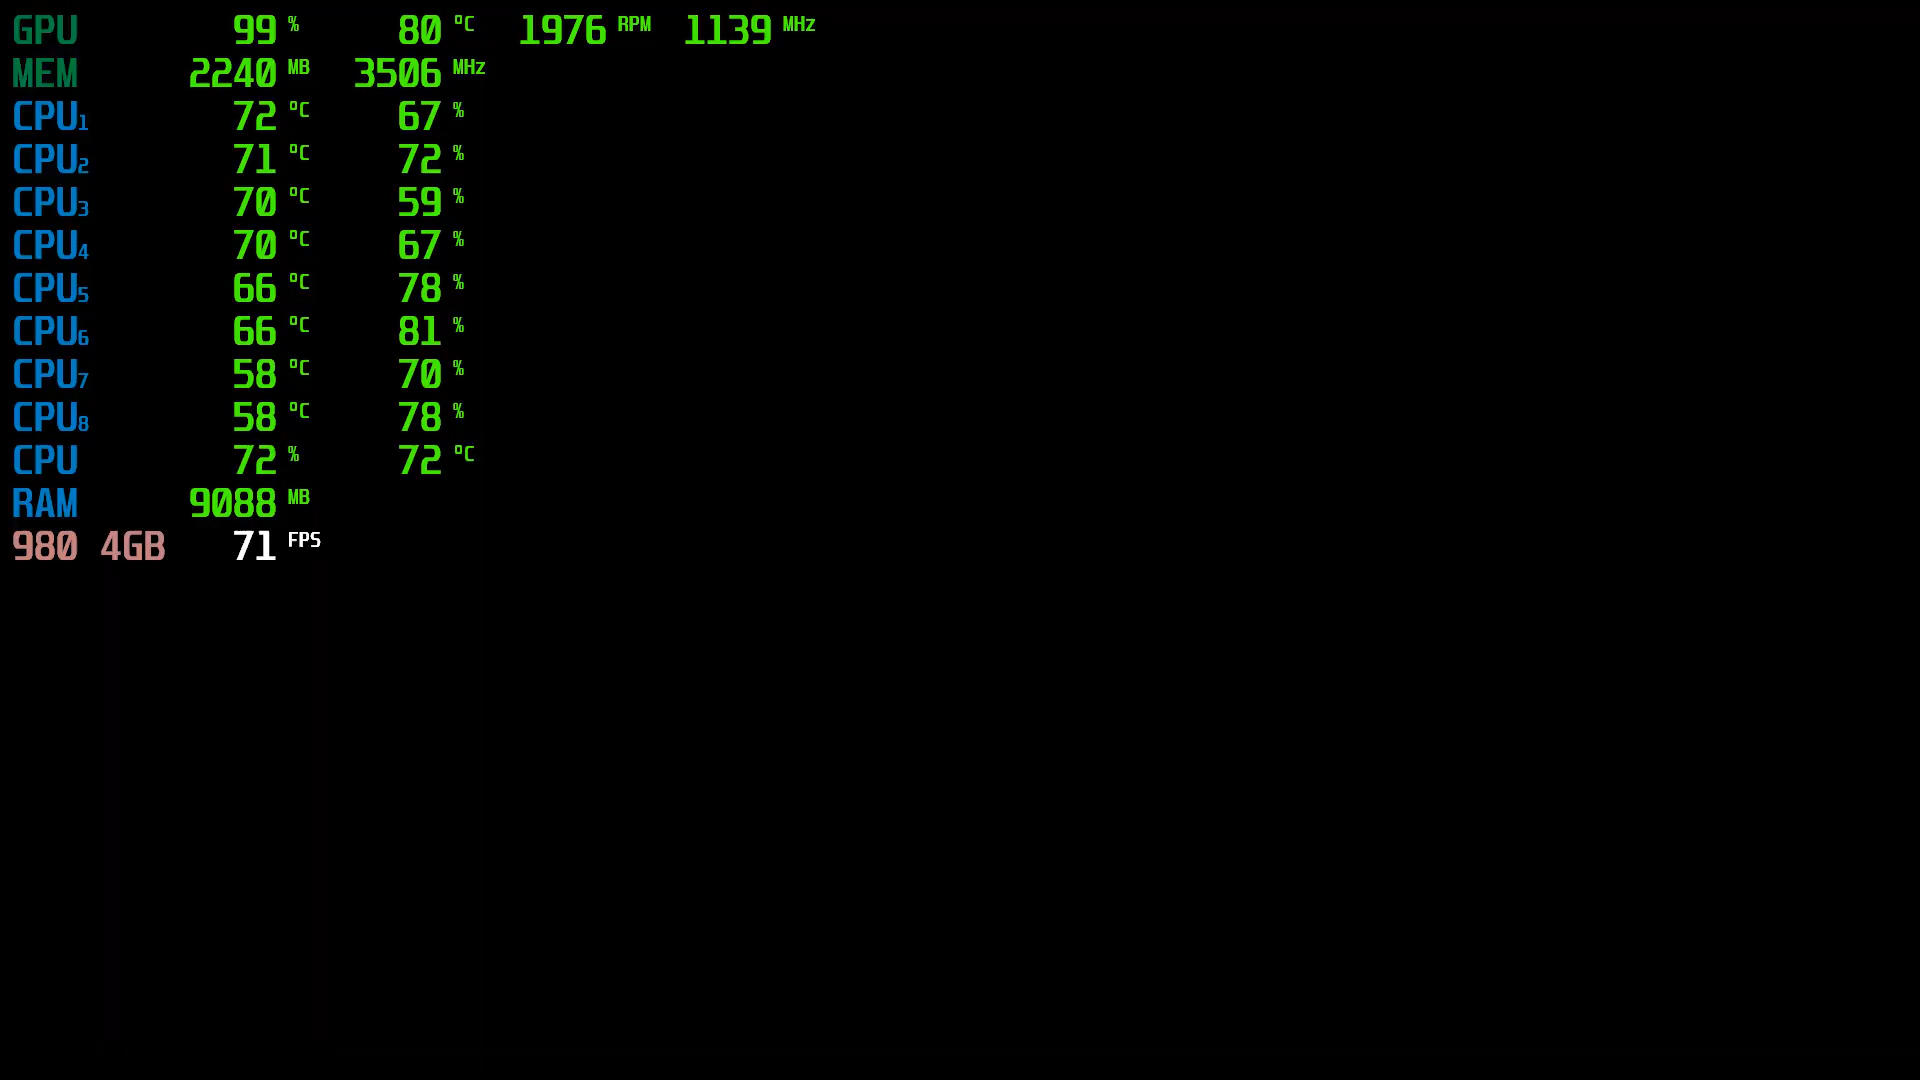 GPU 99 % 80 °C 1976 RPM 1139 MHz
MEM 2240 MB 3506 MHz
CPU1 72 °C 67 %
CPU2 71 °C 72 %
CPU3 70 °C 59 %
CPU4 70 °C 67 %
CPU5 66 °C 78 %
CPU6 66 °C 81 %
CPU7 58 °C 70 %
CPU8 58 °C 78 %
CPU 72 % 72 °C
RAM 9088 MB
980 4GB 71 FPS